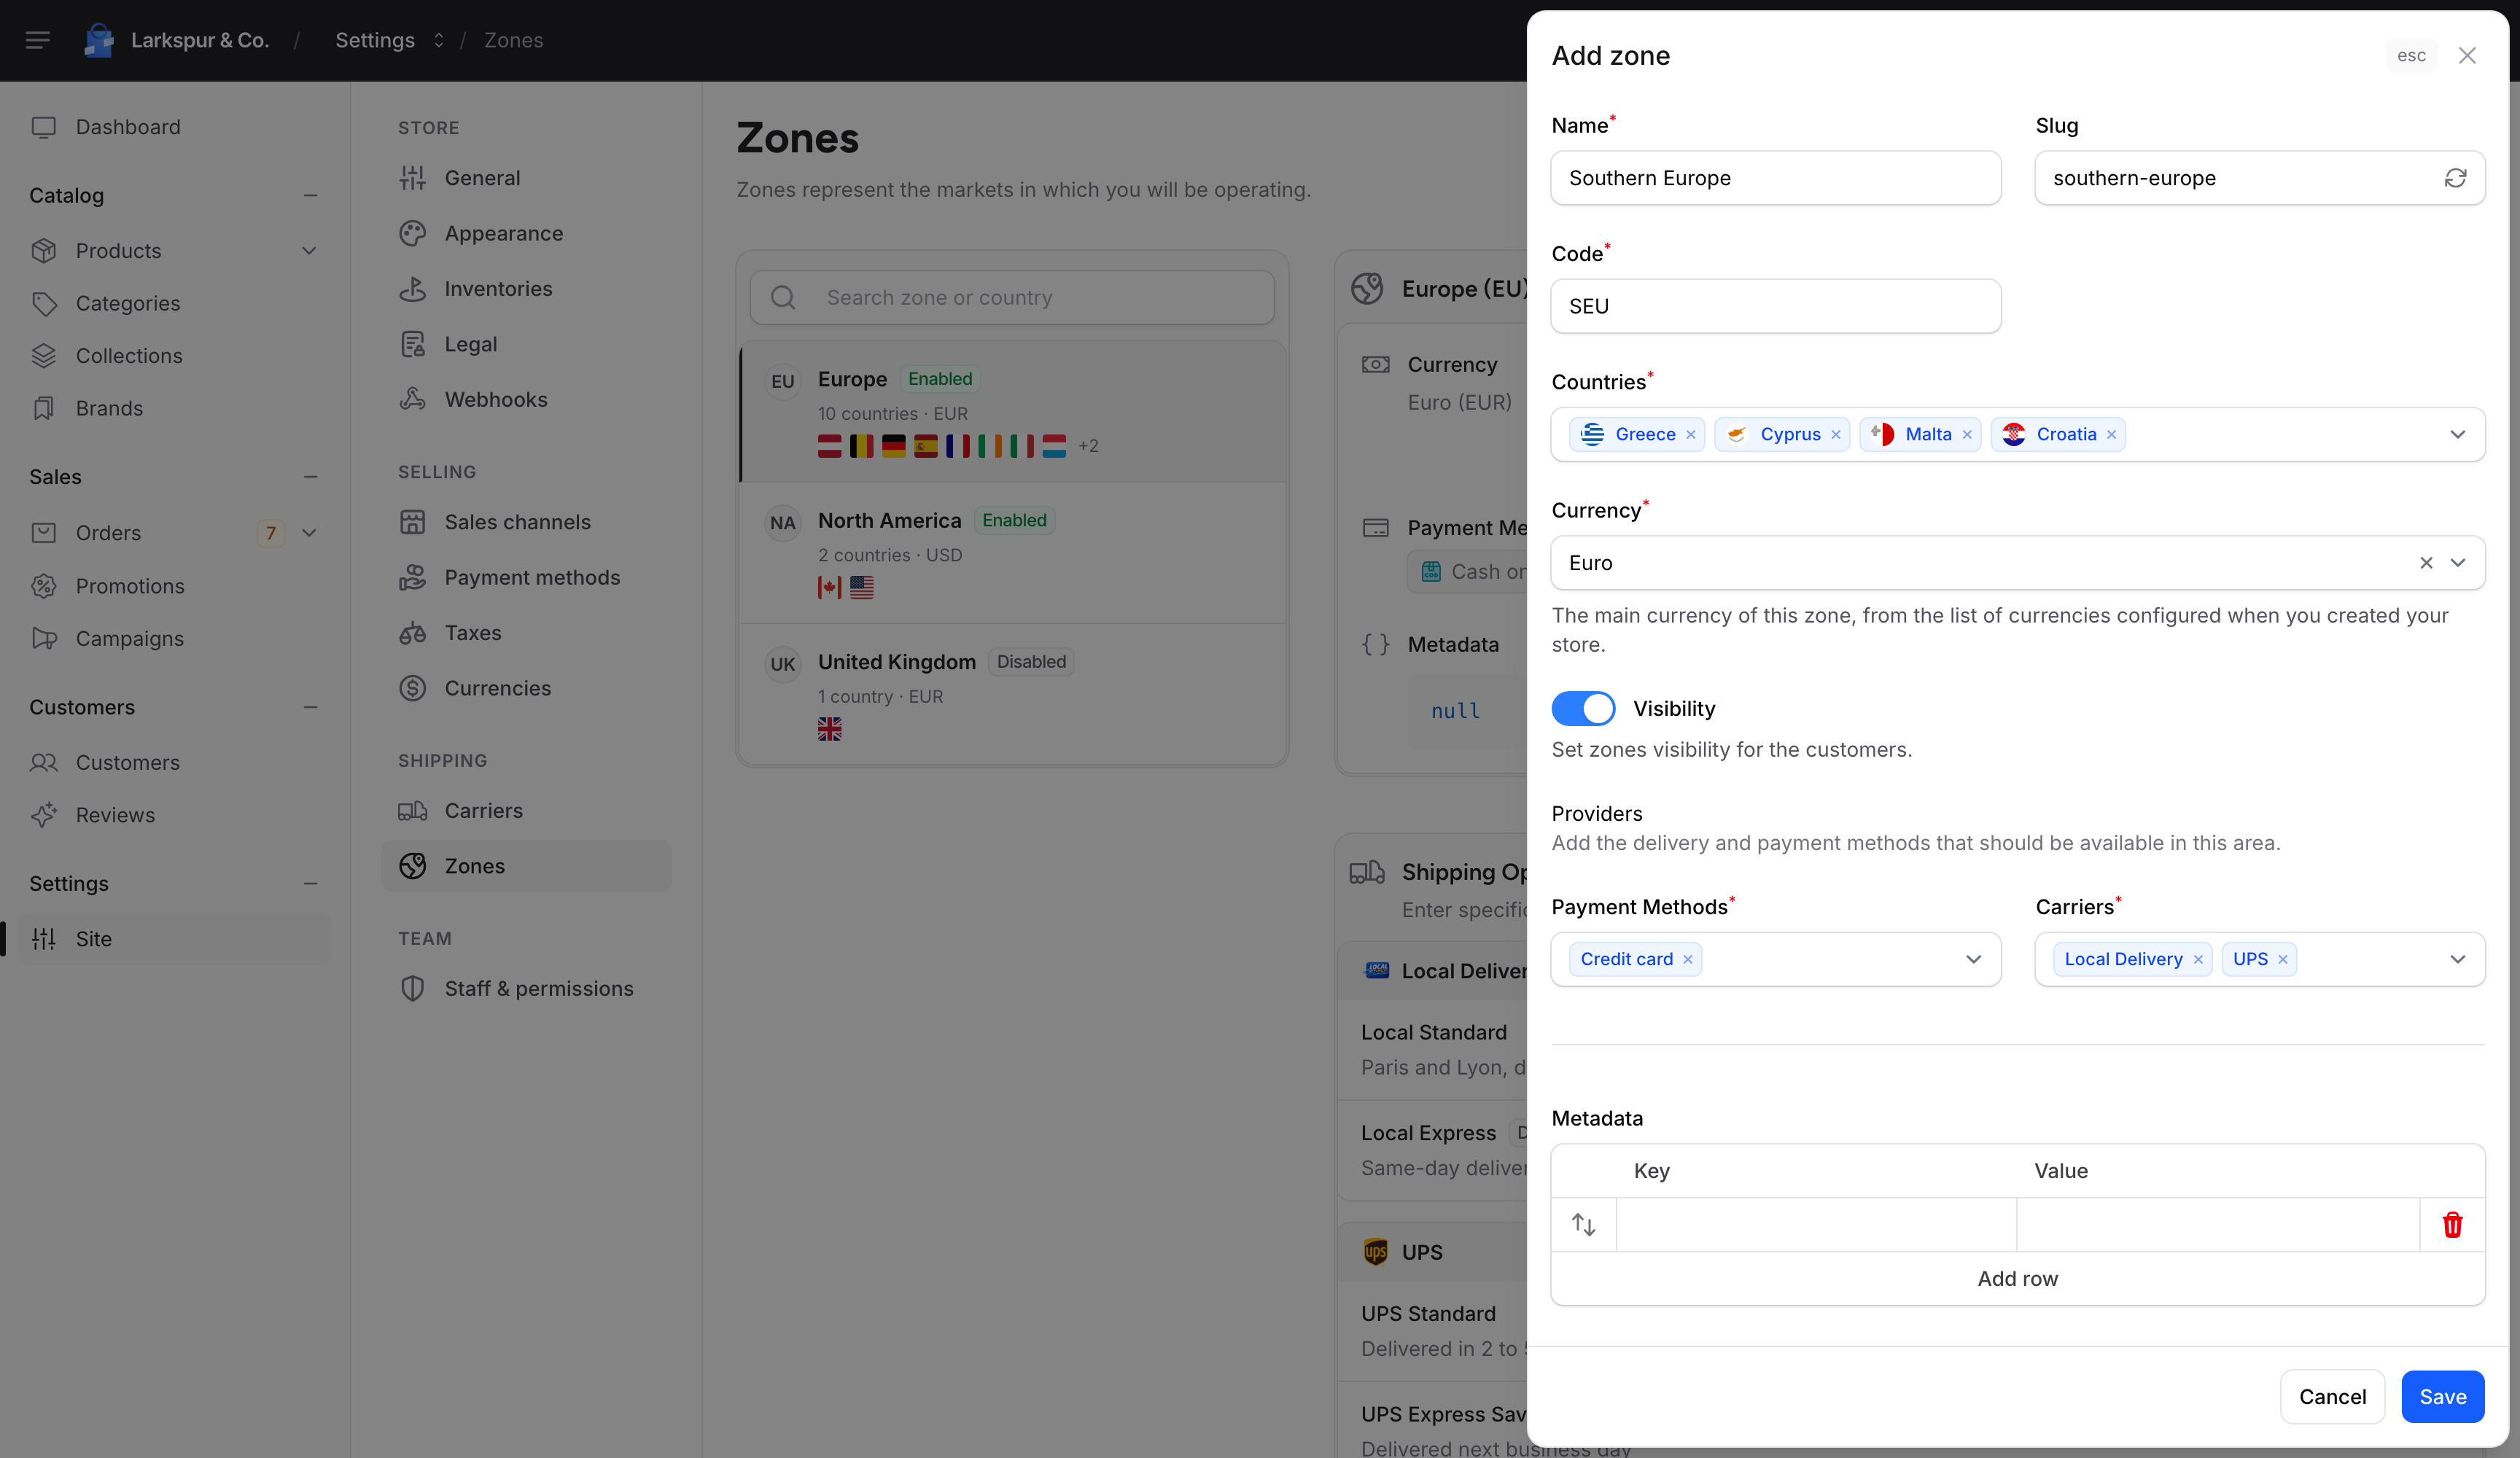 Larkspur & Co. / Settings / Zones
Dashboard
Catalog
Products
Categories
Collections
Brands
Sales
Orders 7
Promotions
Campaigns
Customers
Customers
Reviews
Settings
Site
STORE
General
Appearance
Inventories
Legal
Webhooks
SELLING
Sales channels
Payment methods
Taxes
Currencies
SHIPPING
Carriers
Zones
TEAM
Staff & permissions
Zones
Zones represent the markets in which you will be operating.
Search zone or country
EU Europe Enabled
10 countries · EUR
+2
NA North America Enabled
2 countries · USD
UK United Kingdom Disabled
1 country · EUR
Europe (EU)
Currency
Euro (EUR)
Payment Me
COD Cash on
{ } Metadata
null
Shipping Op
Enter specific
LOCAL Local Deliver
Local Standard
Paris and Lyon, d
Local Express D
Same-day deliver
ups UPS
UPS Standard
Delivered in 2 to 5
UPS Express Sav
Delivered next business day
Add zone esc
Name*
Southern Europe
Slug
southern-europe
Code*
SEU
Countries*
Greece × Cyprus × Malta × Croatia ×
Currency*
Euro
The main currency of this zone, from the list of currencies configured when you created your
store.
Visibility
Set zones visibility for the customers.
Providers
Add the delivery and payment methods that should be available in this area.
Payment Methods*
Credit card ×
Carriers*
Local Delivery × UPS ×
Metadata
Key Value
Add row
Cancel Save